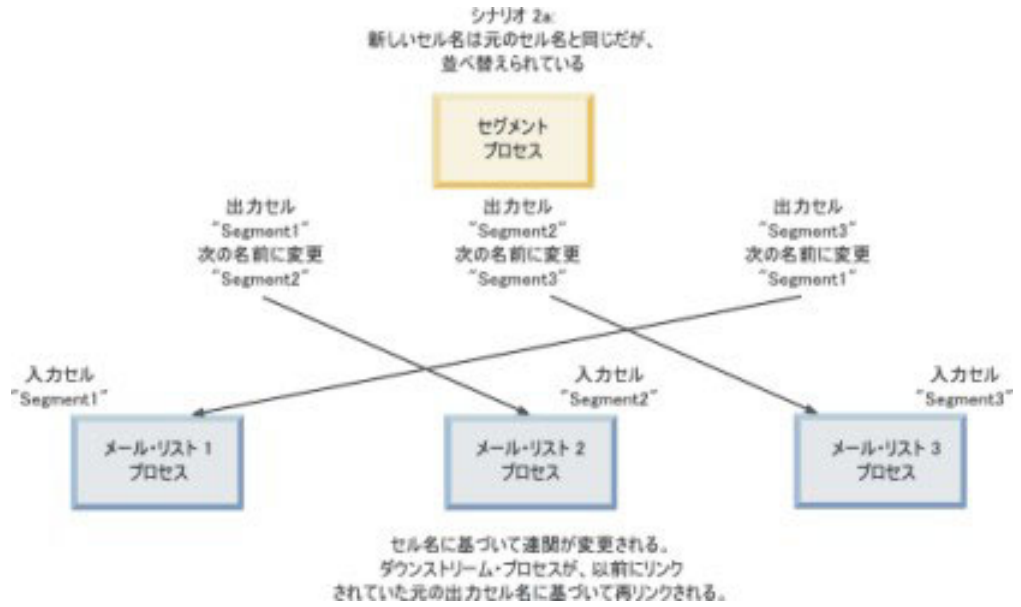 シナリオ 2a:
新しいセル名は元のセル名と同じだが、
並べ替えられている
セグメント
プロセス
出力セル
"Segment1"
次の名前に変更
"Segment2"
出力セル
"Segment2"
次の名前に変更
"Segment3"
出力セル
"Segment3"
次の名前に変更
"Segment1"
入力セル
"Segment1"
メール・リスト 1
プロセス
入力セル
"Segment2"
メール・リスト 2
プロセス
入力セル
"Segment3"
メール・リスト 3
プロセス
セル名に基づいて連関が変更される。
ダウンストリーム・プロセスが、以前にリンク
されていた元の出力セル名に基づいて再リンクされる。